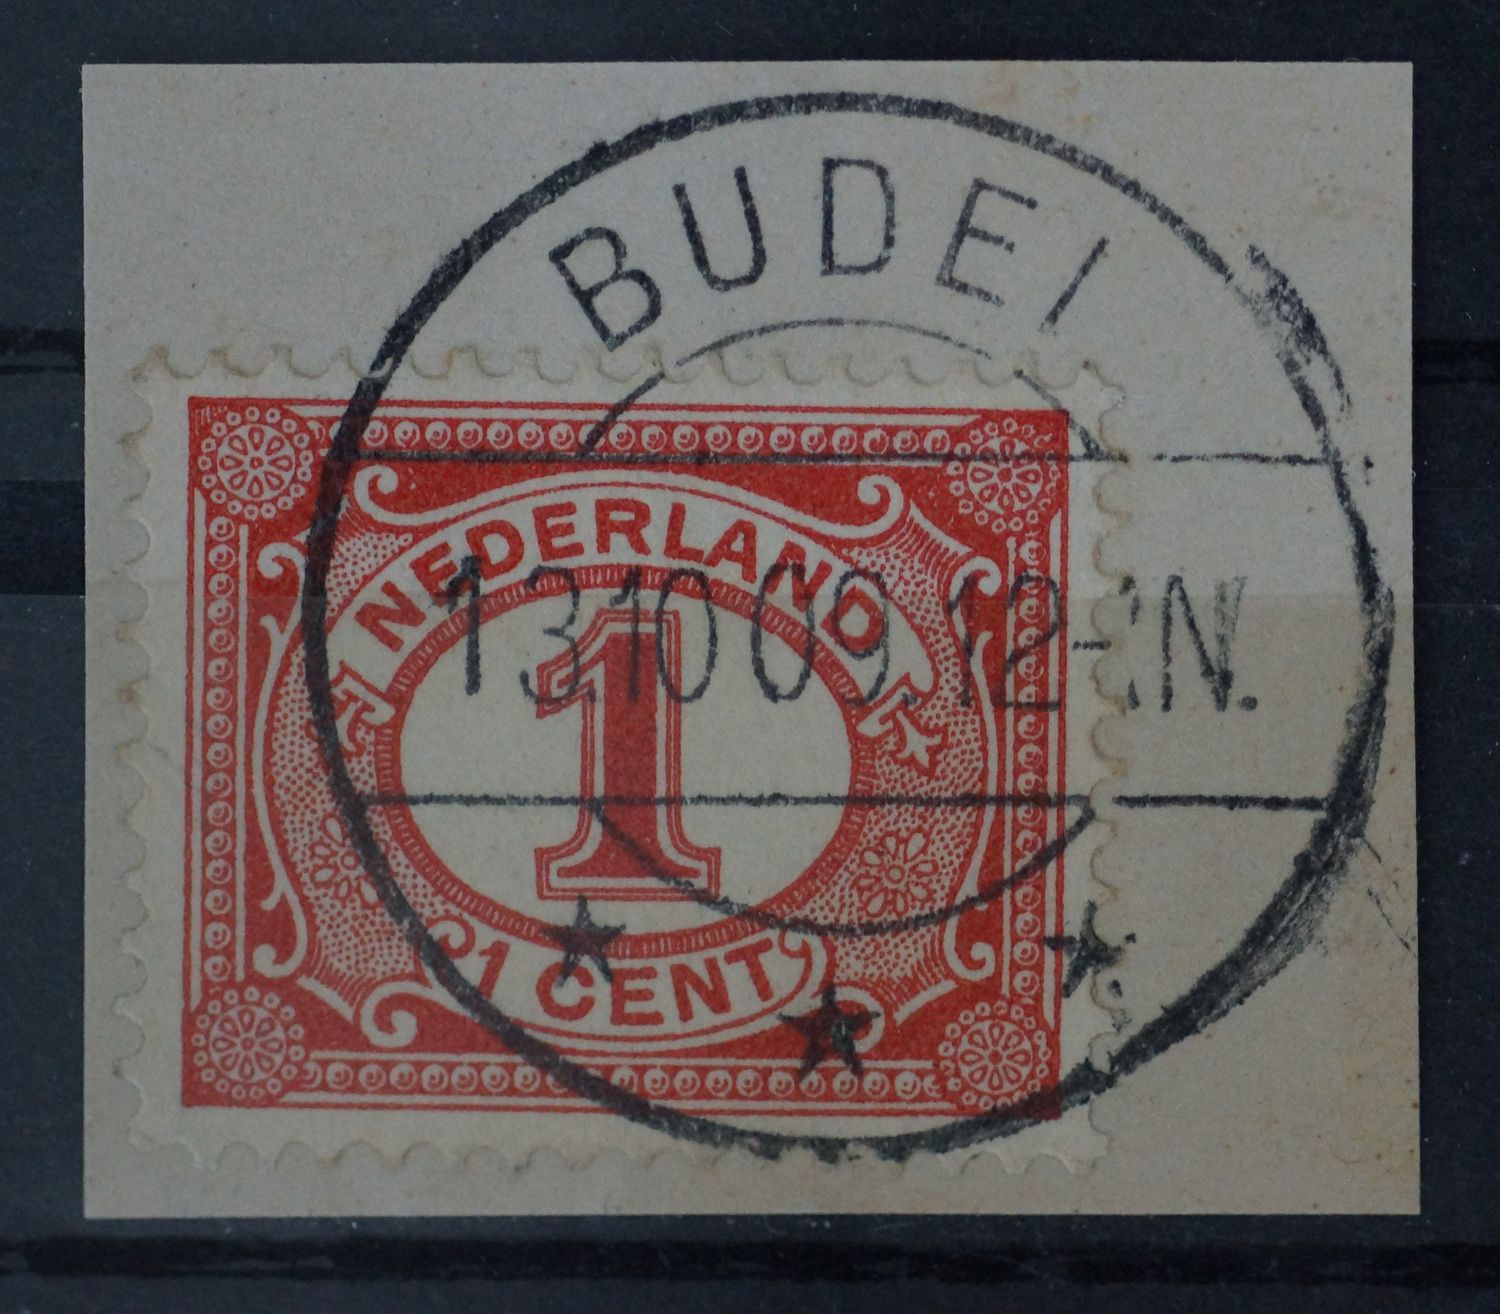 BUDEL
NEDERLAND
13.10 09.12-1N.
1
1 CENT